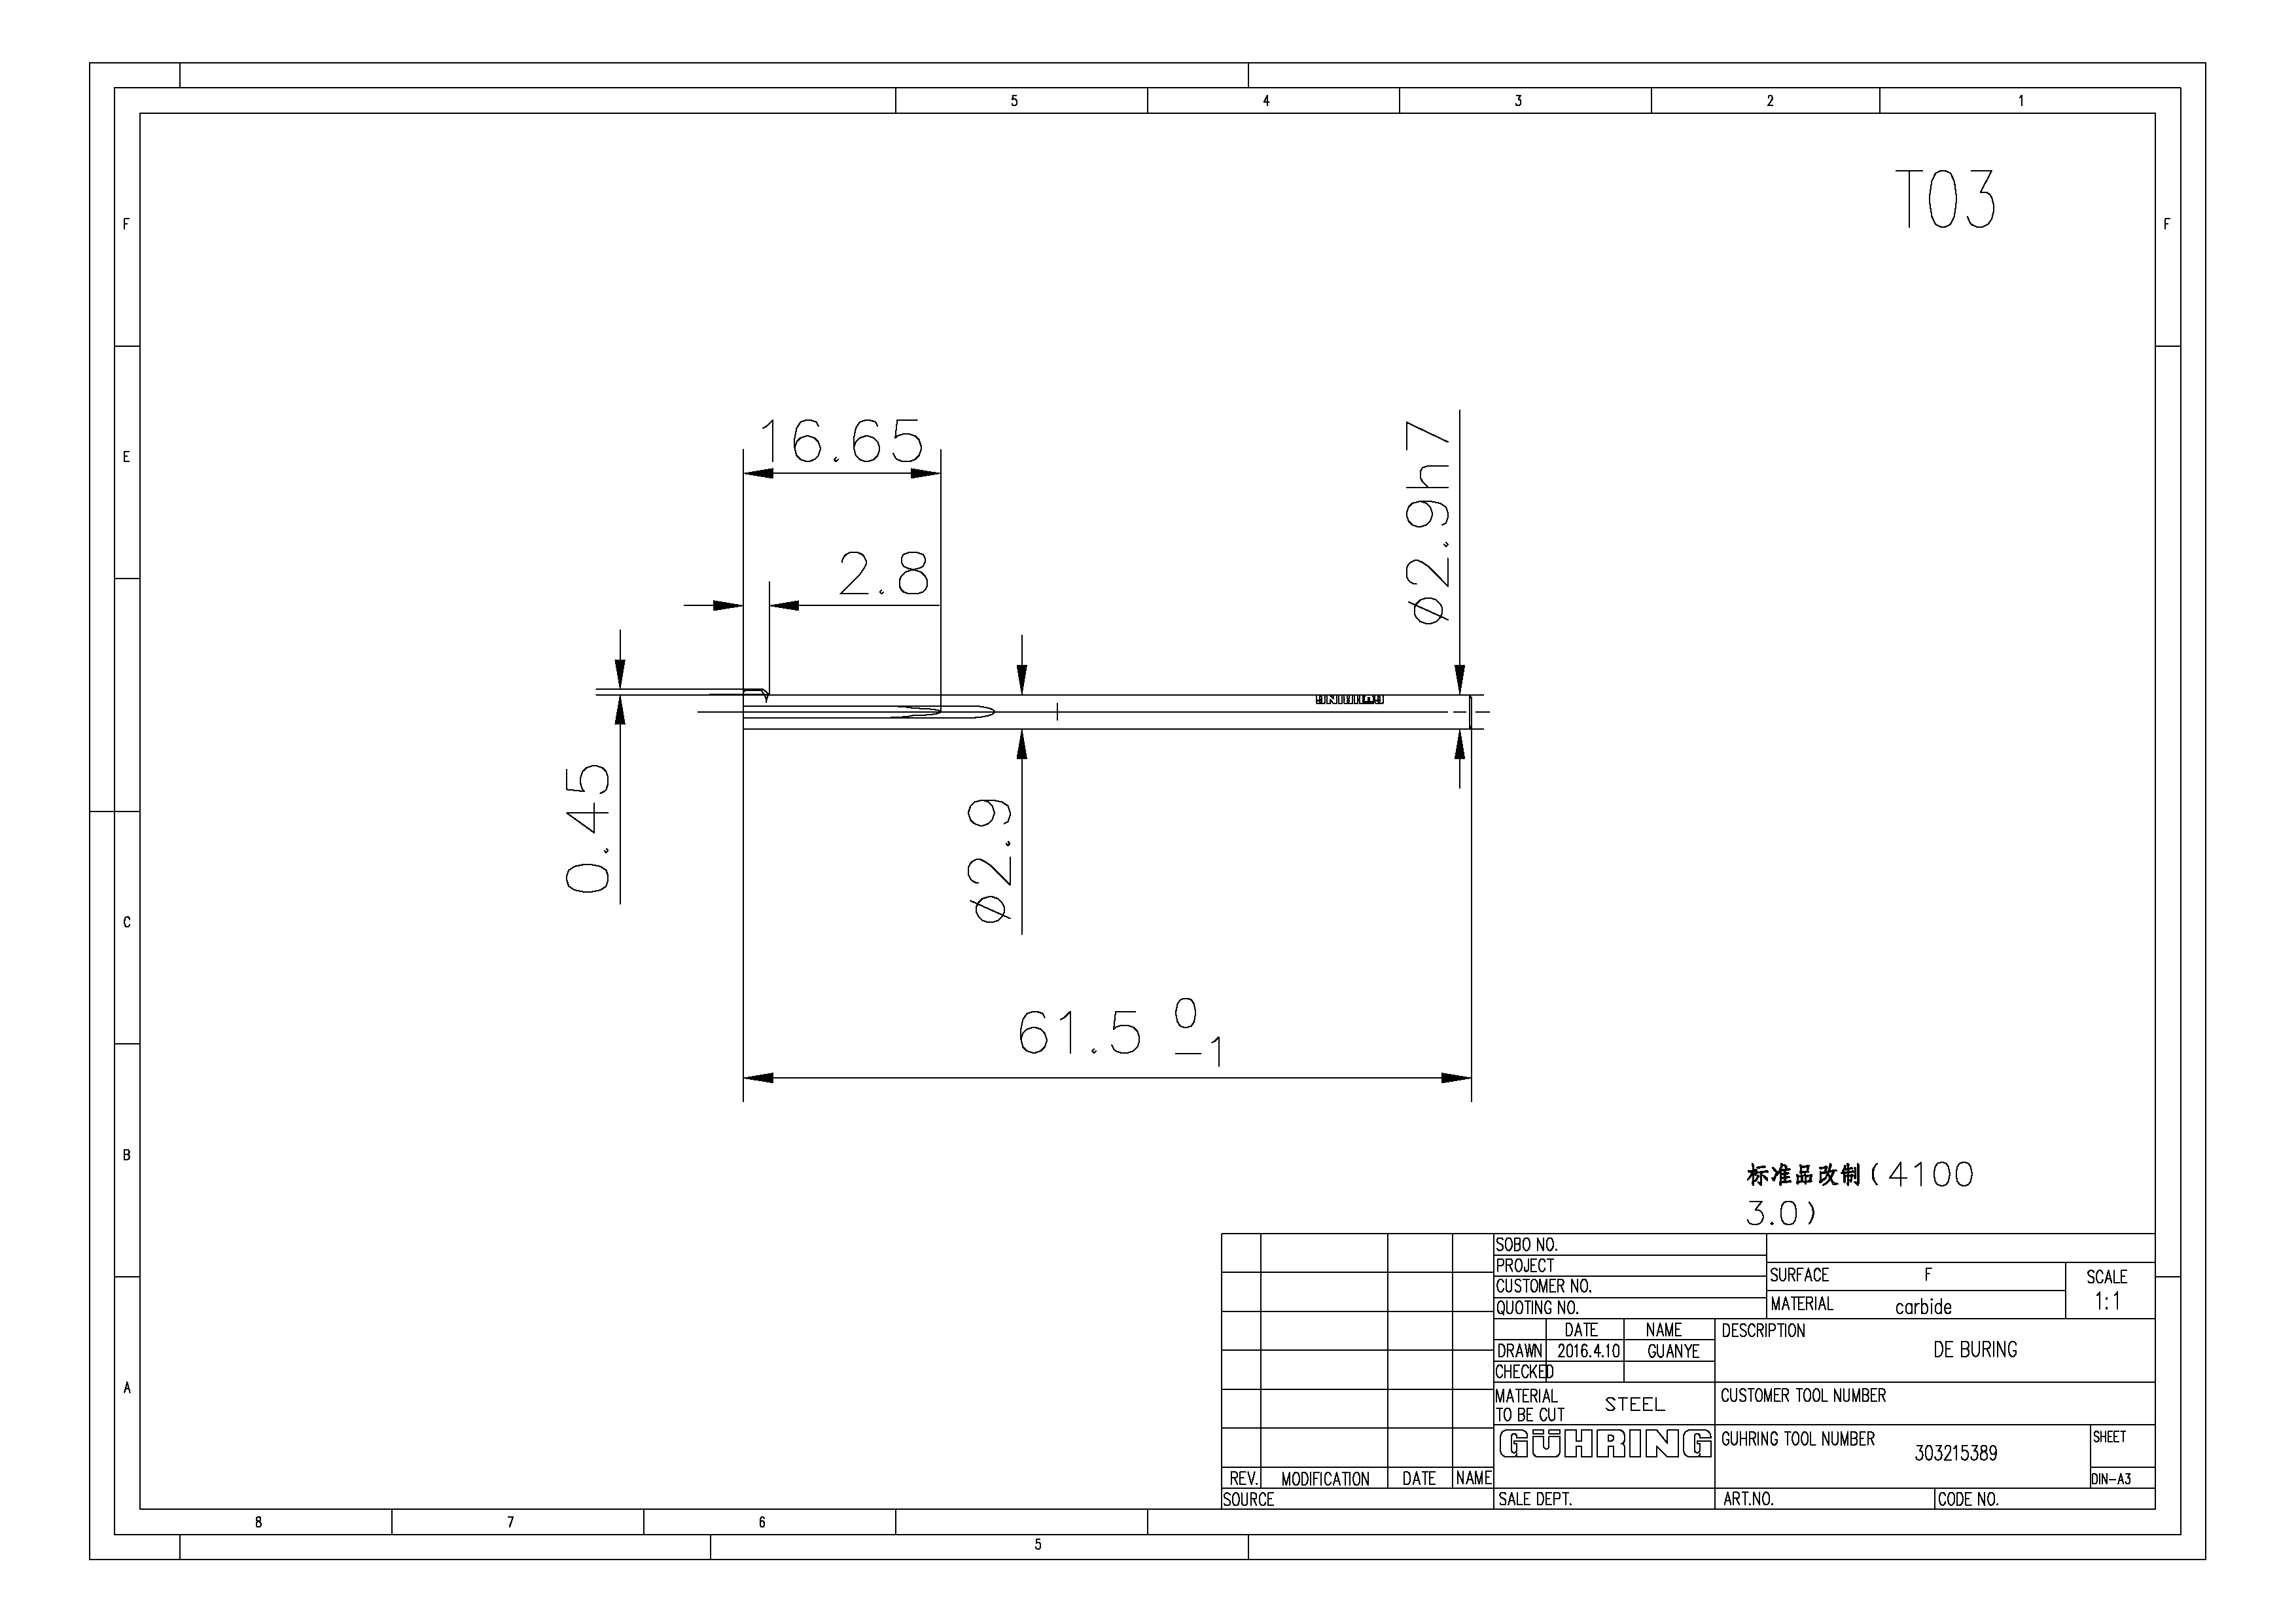 5 4 3 2 1
T03
F F
E
C
B
A
16.65
2.8
ø2.9h7
0.45
ø2.9
61.5 0 -1
GÜHRING
标准品改制(4100
3.0)
SOBO NO.
PROJECT
CUSTOMER NO.
QUOTING NO.
SURFACE F
MATERIAL carbide
SCALE
1:1
DATE NAME
DRAWN 2016.4.10 GUANYE
CHECKED
DESCRIPTION
DE BURING
MATERIAL
TO BE CUT
STEEL
CUSTOMER TOOL NUMBER
GÜHRING
GUHRING TOOL NUMBER
303215389
SHEET
DIN-A3
REV. MODIFICATION DATE NAME
SOURCE
SALE DEPT.
ART.NO.
CODE NO.
8 7 6
5